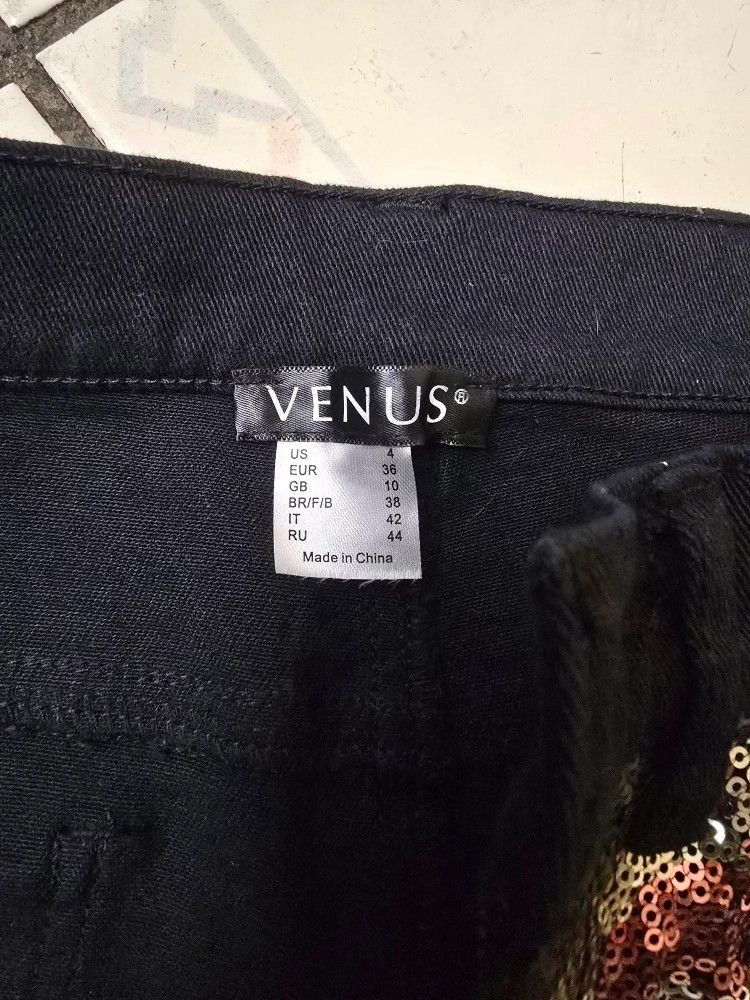 VENUS®
US 4
EUR 36
GB 10
BR/F/B 38
IT 42
RU 44
Made in China